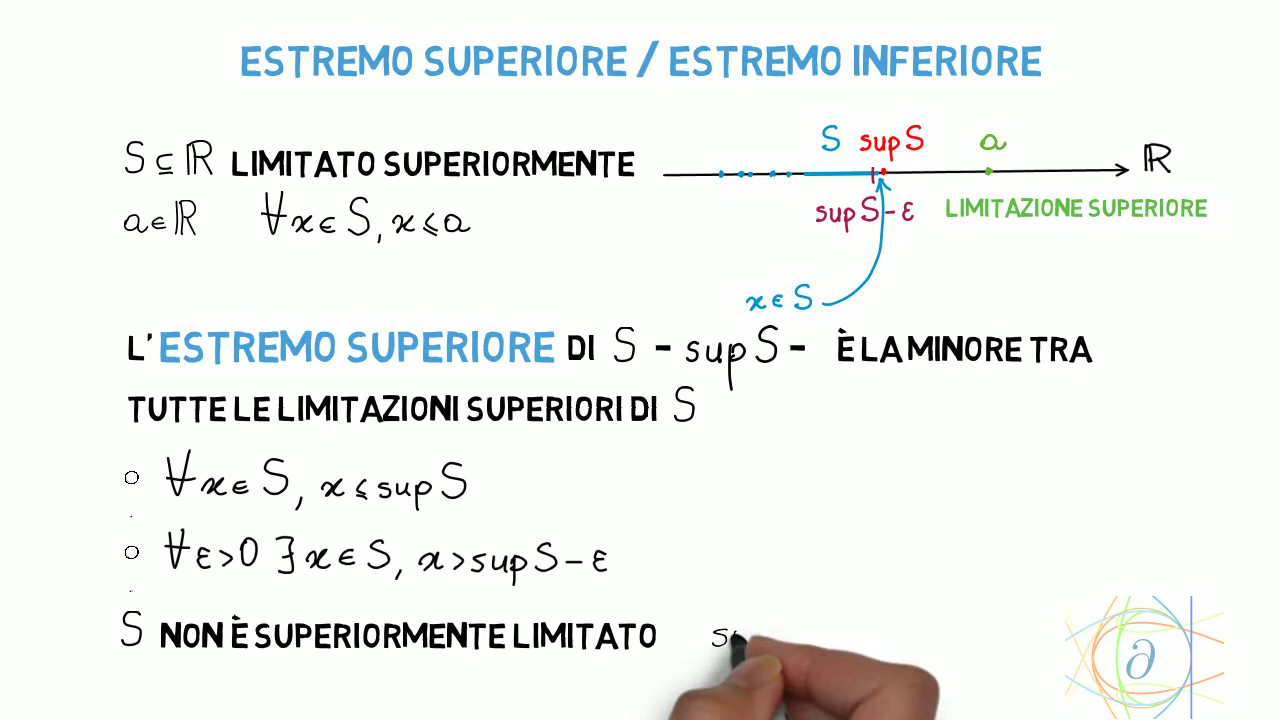 ESTREMO SUPERIORE / ESTREMO INFERIORE
S ⊆ ℝ LIMITATO SUPERIORMENTE
a ∈ ℝ ∀x ∈ S, x ⩽ a
S sup S a ℝ
sup S - ε LIMITAZIONE SUPERIORE
x ∈ S
L' ESTREMO SUPERIORE DI S - sup S - È LA MINORE TRA
TUTTE LE LIMITAZIONI SUPERIORI DI S
∀x ∈ S, x ⩽ sup S
∀ε > 0 ∃ x ∈ S, x > sup S - ε
S NON È SUPERIORMENTE LIMITATO
∂